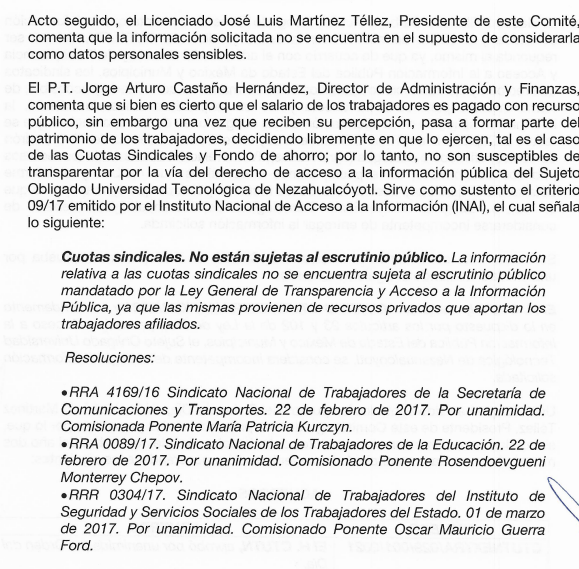 Acto seguido, el Licenciado José Luis Martínez Téllez, Presidente de este Comité,
comenta que la información solicitada no se encuentra en el supuesto de considerarla
como datos personales sensibles.
El P.T. Jorge Arturo Castaño Hernández, Director de Administración y Finanzas,
comenta que si bien es cierto que el salario de los trabajadores es pagado con recurso
público, sin embargo una vez que reciben su percepción, pasa a formar parte del
patrimonio de los trabajadores, decidiendo libremente en que lo ejercen, tal es el caso
de las Cuotas Sindicales y Fondo de ahorro; por lo tanto, no son susceptibles de
transparentar por la vía del derecho de acceso a la información pública del Sujeto
Obligado Universidad Tecnológica de Nezahualcóyotl. Sirve como sustento el criterio
09/17 emitido por el Instituto Nacional de Acceso a la Información (INAI), el cual señala
lo siguiente:
Cuotas sindicales. No están sujetas al escrutinio público. La información
relativa a las cuotas sindicales no se encuentra sujeta al escrutinio público
mandatado por la Ley General de Transparencia y Acceso a la Información
Pública, ya que las mismas provienen de recursos privados que aportan los
trabajadores afiliados.
Resoluciones:
•RRA 4169/16 Sindicato Nacional de Trabajadores de la Secretaría de
Comunicaciones y Transportes. 22 de febrero de 2017. Por unanimidad.
Comisionada Ponente María Patricia Kurczyn.
•RRA 0089/17. Sindicato Nacional de Trabajadores de la Educación. 22 de
febrero de 2017. Por unanimidad. Comisionado Ponente Rosendoevgueni
Monterrey Chepov.
•RRR 0304/17. Sindicato Nacional de Trabajadores del Instituto de
Seguridad y Servicios Sociales de los Trabajadores del Estado. 01 de marzo
de 2017. Por unanimidad. Comisionado Ponente Oscar Mauricio Guerra
Ford.